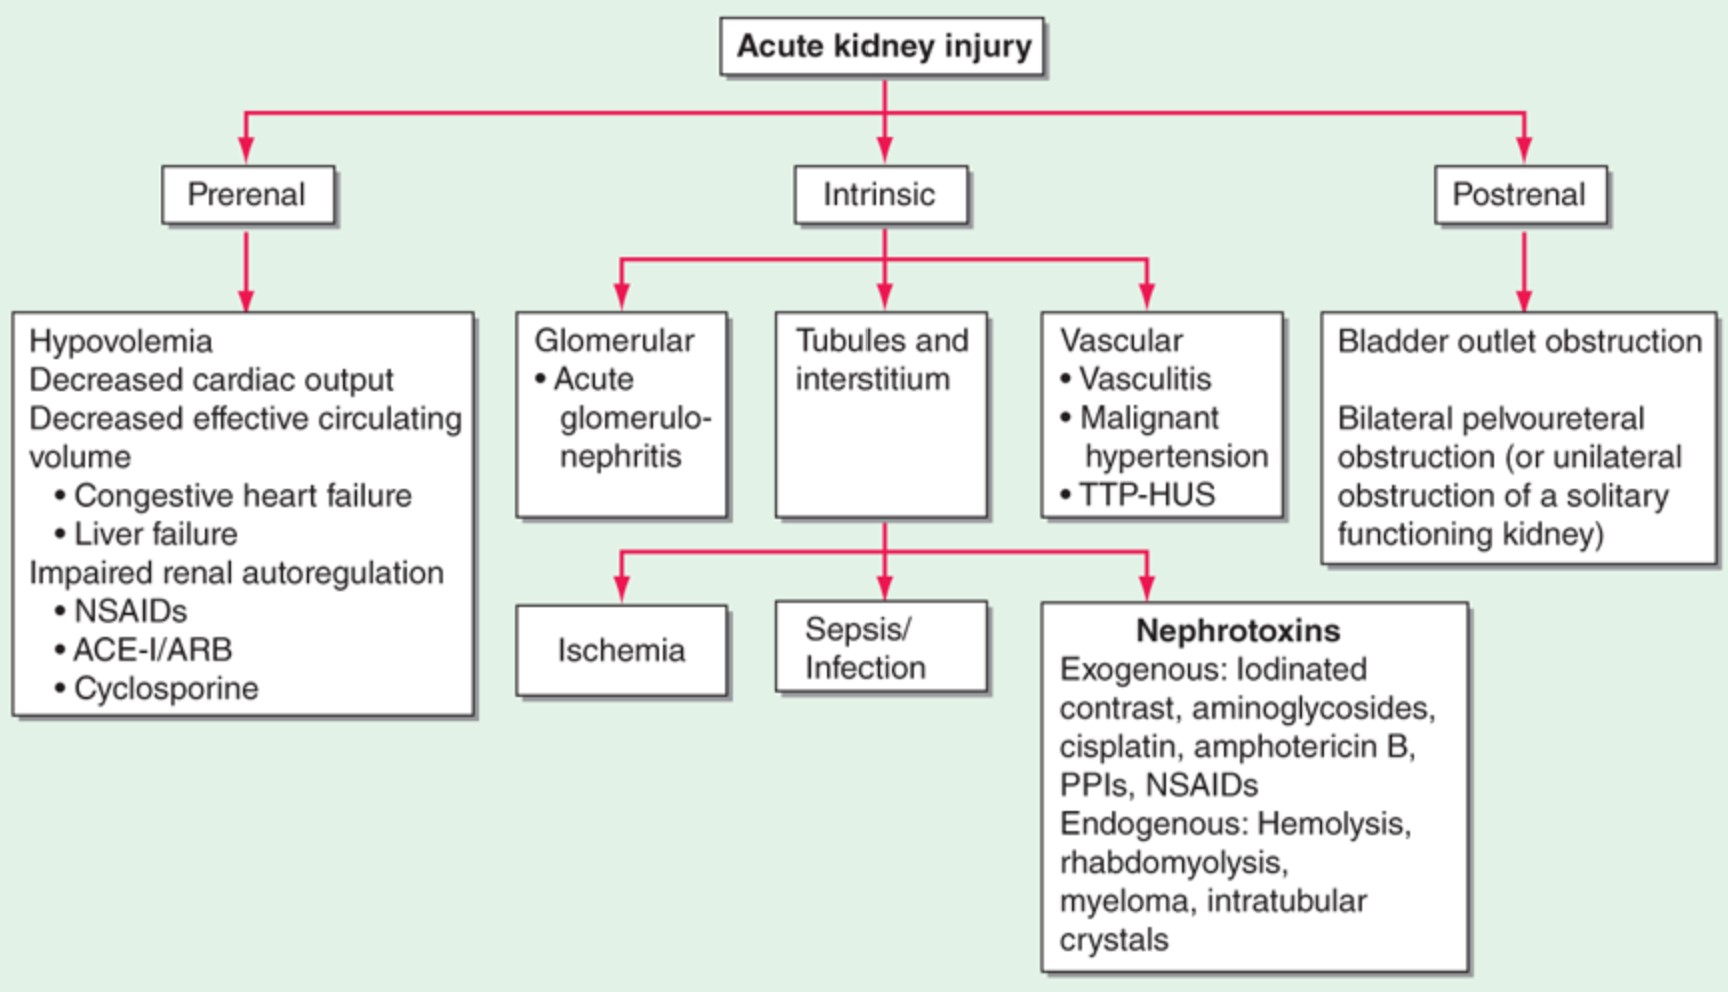 Acute kidney injury
Prerenal
Intrinsic
Postrenal
Hypovolemia
Decreased cardiac output
Decreased effective circulating
volume
• Congestive heart failure
• Liver failure
Impaired renal autoregulation
• NSAIDs
• ACE-I/ARB
• Cyclosporine
Glomerular
• Acute
glomerulo-
nephritis
Tubules and
interstitium
Vascular
• Vasculitis
• Malignant
hypertension
• TTP-HUS
Bladder outlet obstruction
Bilateral pelvoureteral
obstruction (or unilateral
obstruction of a solitary
functioning kidney)
Ischemia
Sepsis/
Infection
Nephrotoxins
Exogenous: Iodinated
contrast, aminoglycosides,
cisplatin, amphotericin B,
PPIs, NSAIDs
Endogenous: Hemolysis,
rhabdomyolysis,
myeloma, intratubular
crystals